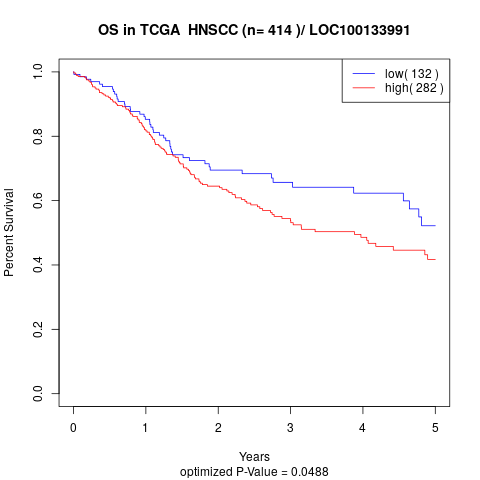 OS in TCGA  HNSCC (n= 414 )/ LOC100133991
low( 132 )
high( 282 )
Percent Survival
1.0
0.8
0.6
0.4
0.2
0.0
0 1 2 3 4 5
Years
optimized P-Value = 0.0488